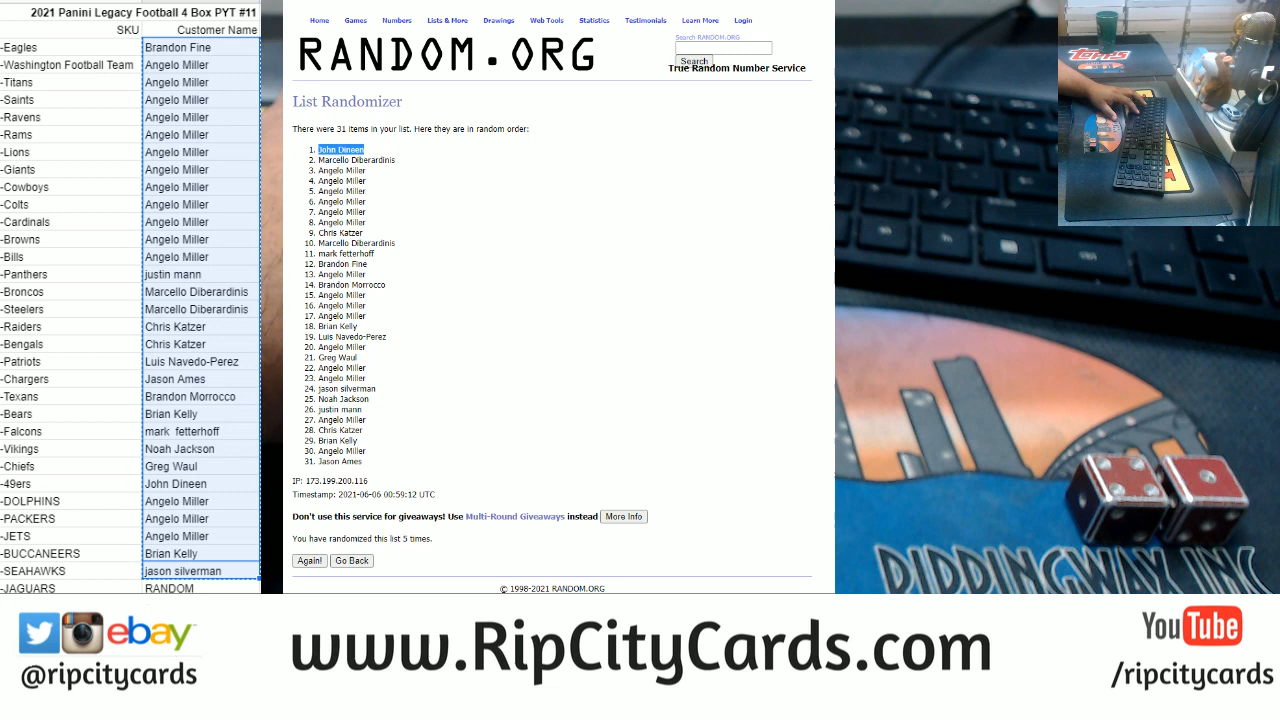 2021 Panini Legacy Football 4 Box PYT #11
SKU Customer Name
-Eagles Brandon Fine
-Washington Football Team Angelo Miller
-Titans Angelo Miller
-Saints Angelo Miller
-Ravens Angelo Miller
-Rams Angelo Miller
-Lions Angelo Miller
-Giants Angelo Miller
-Cowboys Angelo Miller
-Colts Angelo Miller
-Cardinals Angelo Miller
-Browns Angelo Miller
-Bills Angelo Miller
-Panthers justin mann
-Broncos Marcello Diberardinis
-Steelers Marcello Diberardinis
-Raiders Chris Katzer
-Bengals Chris Katzer
-Patriots Luis Navedo-Perez
-Chargers Jason Ames
-Texans Brandon Morrocco
-Bears Brian Kelly
-Falcons mark fetterhoff
-Vikings Noah Jackson
-Chiefs Greg Waul
-49ers John Dineen
-DOLPHINS Angelo Miller
-PACKERS Angelo Miller
-JETS Angelo Miller
-BUCCANEERS Brian Kelly
-SEAHAWKS jason silverman
-JAGUARS RANDOM
Home Games Numbers Lists & More Drawings Web Tools Statistics Testimonials Learn More Login
RANDOM.ORG
Search RANDOM.ORG
Search
True Random Number Service
List Randomizer
There were 31 items in your list. Here they are in random order:
1. John Dineen
2. Marcello Diberardinis
3. Angelo Miller
4. Angelo Miller
5. Angelo Miller
6. Angelo Miller
7. Angelo Miller
8. Angelo Miller
9. Chris Katzer
10. Marcello Diberardinis
11. mark fetterhoff
12. Brandon Fine
13. Angelo Miller
14. Brandon Morrocco
15. Angelo Miller
16. Angelo Miller
17. Angelo Miller
18. Brian Kelly
19. Luis Navedo-Perez
20. Angelo Miller
21. Greg Waul
22. Angelo Miller
23. Angelo Miller
24. jason silverman
25. Noah Jackson
26. justin mann
27. Angelo Miller
28. Chris Katzer
29. Brian Kelly
30. Angelo Miller
31. Jason Ames
IP: 173.199.200.116
Timestamp: 2021-06-06 00:59:12 UTC
Don't use this service for giveaways! Use Multi-Round Giveaways instead More Info
You have randomized this list 5 times.
Again! Go Back
© 1998-2021 RANDOM.ORG
TOPPS
RIPPINGWAX INC
ebay
@ripcitycards
www.RipCityCards.com
YouTube
/ripcitycards